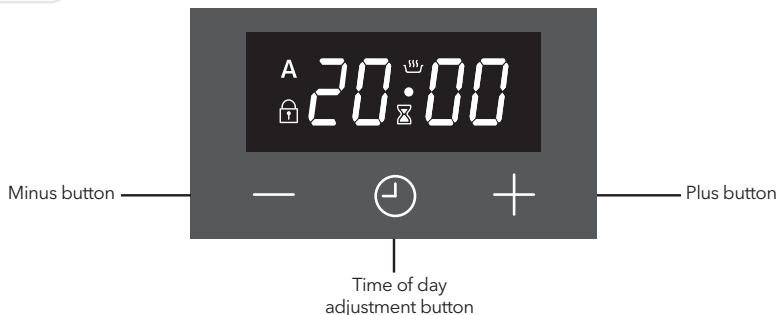 A 20:00
Minus button
Plus button
Time of day
adjustment button